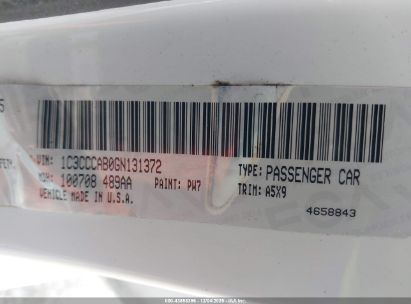 VIN: 1C3CCCAB0GN131372
TYPE: PASSENGER CAR
MDH: 100708 489AA
PAINT: PW7
TRIM: A5X9
VEHICLE MADE IN U.S.A.
4658843